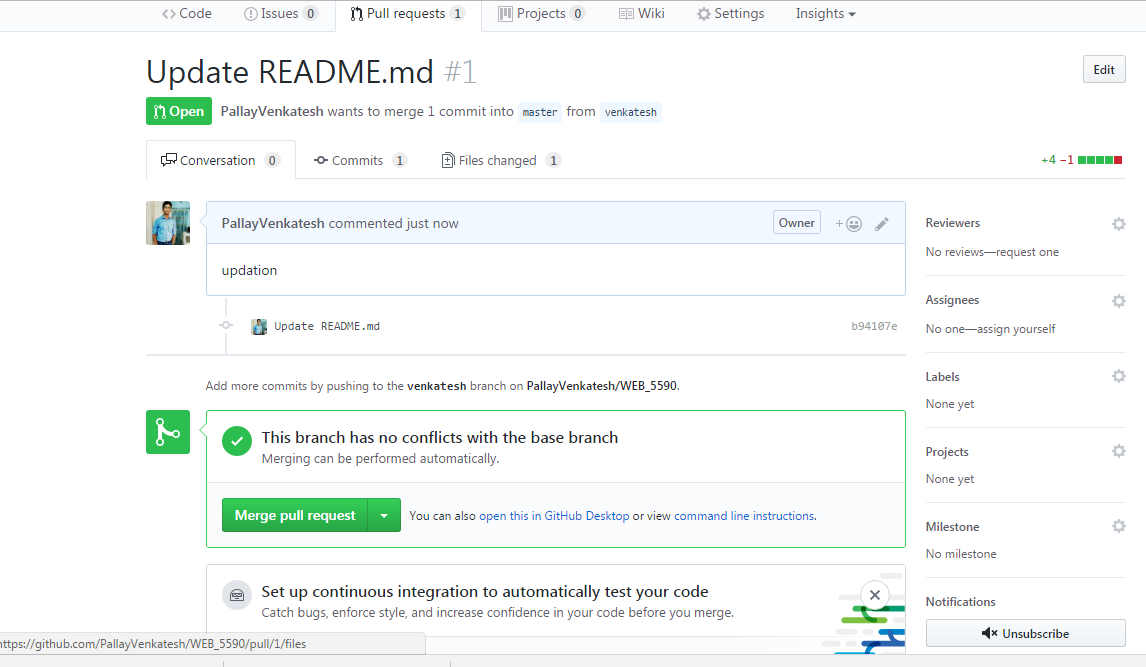 Code Issues 0 Pull requests 1 Projects 0 Wiki Settings Insights
Update README.md #1
Edit
Open PallayVenkatesh wants to merge 1 commit into master from venkatesh
Conversation 0 Commits 1 Files changed 1
+4 −1
PallayVenkatesh commented just now
Owner
updation
Update README.md
b94107e
Add more commits by pushing to the venkatesh branch on PallayVenkatesh/WEB_5590.
This branch has no conflicts with the base branch
Merging can be performed automatically.
Merge pull request
You can also open this in GitHub Desktop or view command line instructions.
Set up continuous integration to automatically test your code
Catch bugs, enforce style, and increase confidence in your code before you merge.
Reviewers
No reviews—request one
Assignees
No one—assign yourself
Labels
None yet
Projects
None yet
Milestone
No milestone
Notifications
Unsubscribe
https://github.com/PallayVenkatesh/WEB_5590/pull/1/files